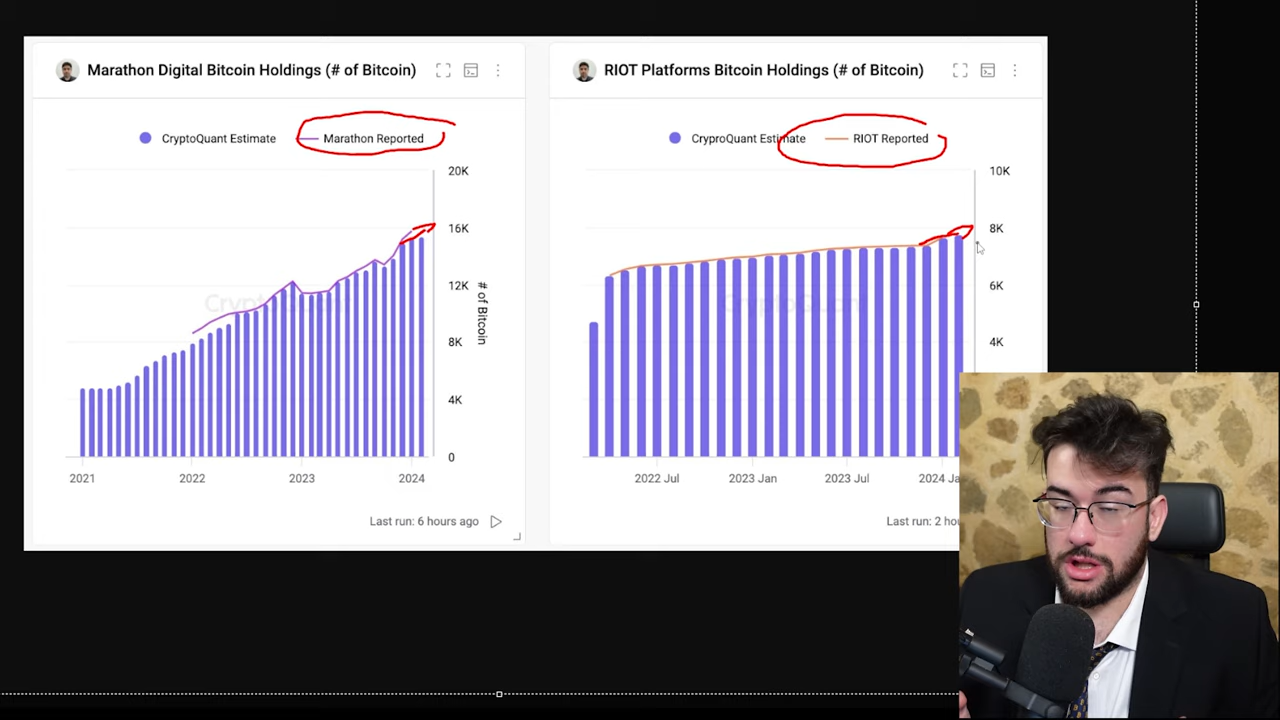 Marathon Digital Bitcoin Holdings (# of Bitcoin)
CryptoQuant Estimate
Marathon Reported
20K
16K
12K
8K
4K
0
# of Bitcoin
2021
2022
2023
2024
Last run: 6 hours ago
RIOT Platforms Bitcoin Holdings (# of Bitcoin)
CryproQuant Estimate
RIOT Reported
10K
8K
6K
4K
2022 Jul
2023 Jan
2023 Jul
2024
Last run: 2